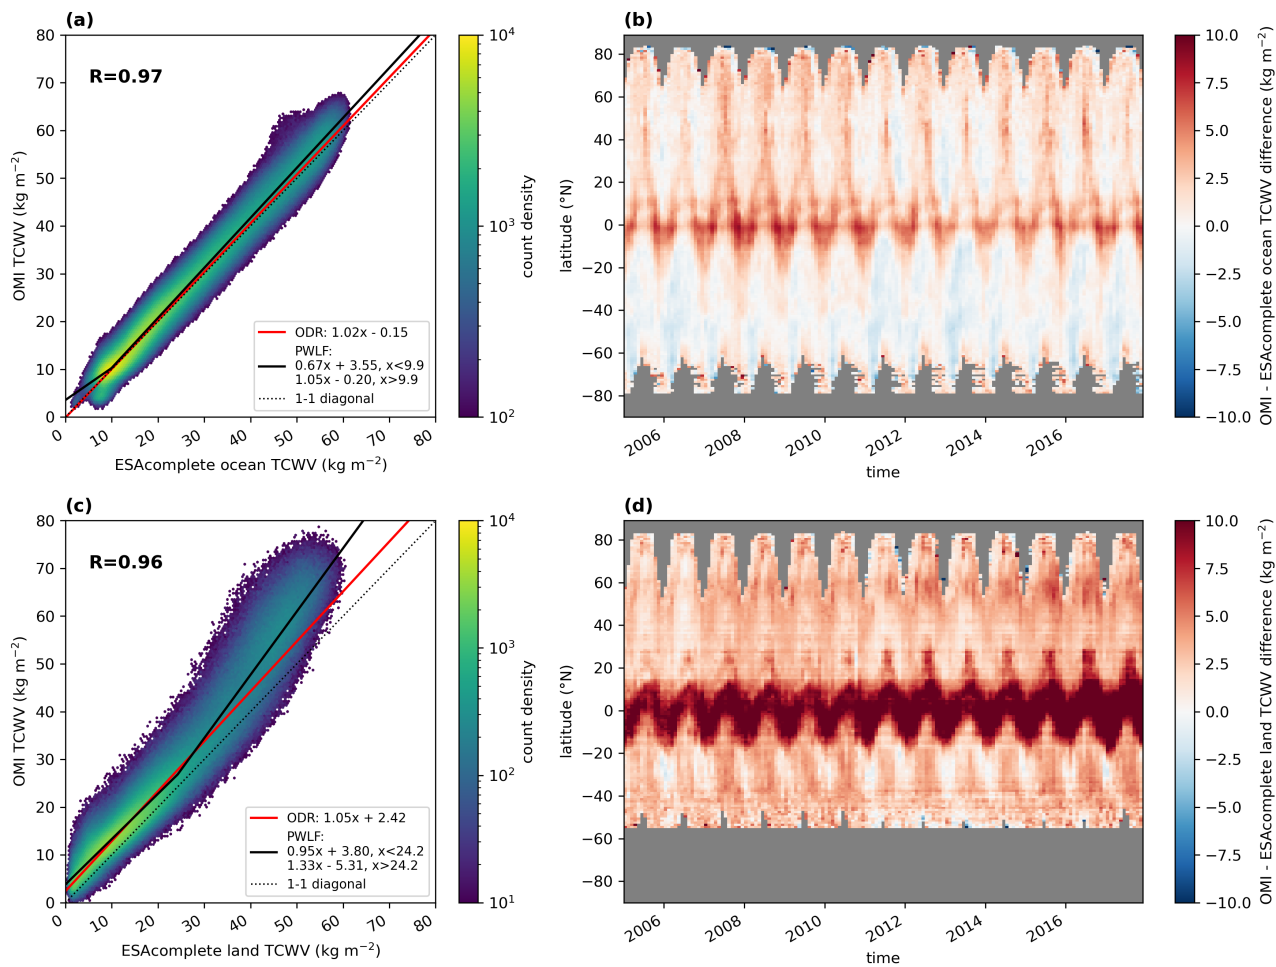 (a)
R=0.97
OMI TCWV (kg m⁻²)
80
70
60
50
40
30
20
10
0
0 10 20 30 40 50 60 70 80
ESAcomplete ocean TCWV (kg m⁻²)
ODR: 1.02x - 0.15
PWLF:
0.67x + 3.55, x<9.9
1.05x - 0.20, x>9.9
1-1 diagonal
10⁴
10³
10²
count density
(b)
latitude (°N)
80
60
40
20
0
−20
−40
−60
−80
2006 2008 2010 2012 2014 2016
time
10.0
7.5
5.0
2.5
0.0
−2.5
−5.0
−7.5
−10.0
OMI - ESAcomplete ocean TCWV difference (kg m⁻²)
(c)
R=0.96
OMI TCWV (kg m⁻²)
80
70
60
50
40
30
20
10
0
0 10 20 30 40 50 60 70 80
ESAcomplete land TCWV (kg m⁻²)
ODR: 1.05x + 2.42
PWLF:
0.95x + 3.80, x<24.2
1.33x - 5.31, x>24.2
1-1 diagonal
10⁴
10³
10²
10¹
count density
(d)
latitude (°N)
80
60
40
20
0
−20
−40
−60
−80
2006 2008 2010 2012 2014 2016
time
10.0
7.5
5.0
2.5
0.0
−2.5
−5.0
−7.5
−10.0
OMI - ESAcomplete land TCWV difference (kg m⁻²)